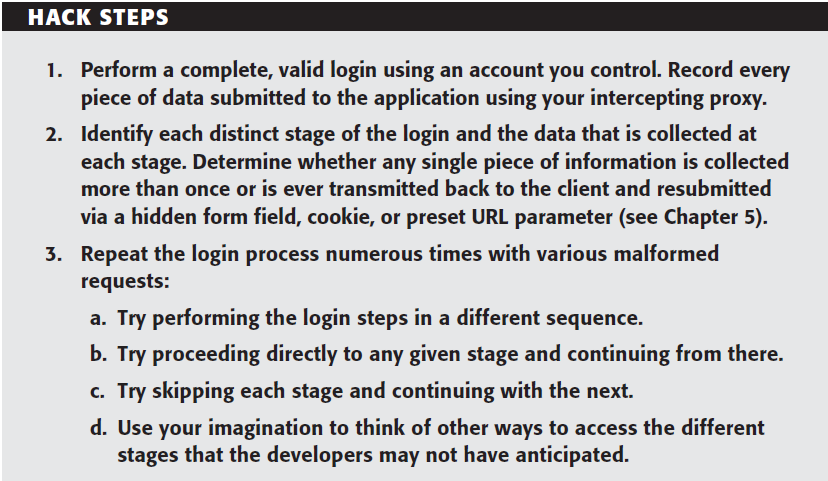 HACK STEPS
1. Perform a complete, valid login using an account you control. Record every
piece of data submitted to the application using your intercepting proxy.
2. Identify each distinct stage of the login and the data that is collected at
each stage. Determine whether any single piece of information is collected
more than once or is ever transmitted back to the client and resubmitted
via a hidden form field, cookie, or preset URL parameter (see Chapter 5).
3. Repeat the login process numerous times with various malformed
requests:
a. Try performing the login steps in a different sequence.
b. Try proceeding directly to any given stage and continuing from there.
c. Try skipping each stage and continuing with the next.
d. Use your imagination to think of other ways to access the different
stages that the developers may not have anticipated.